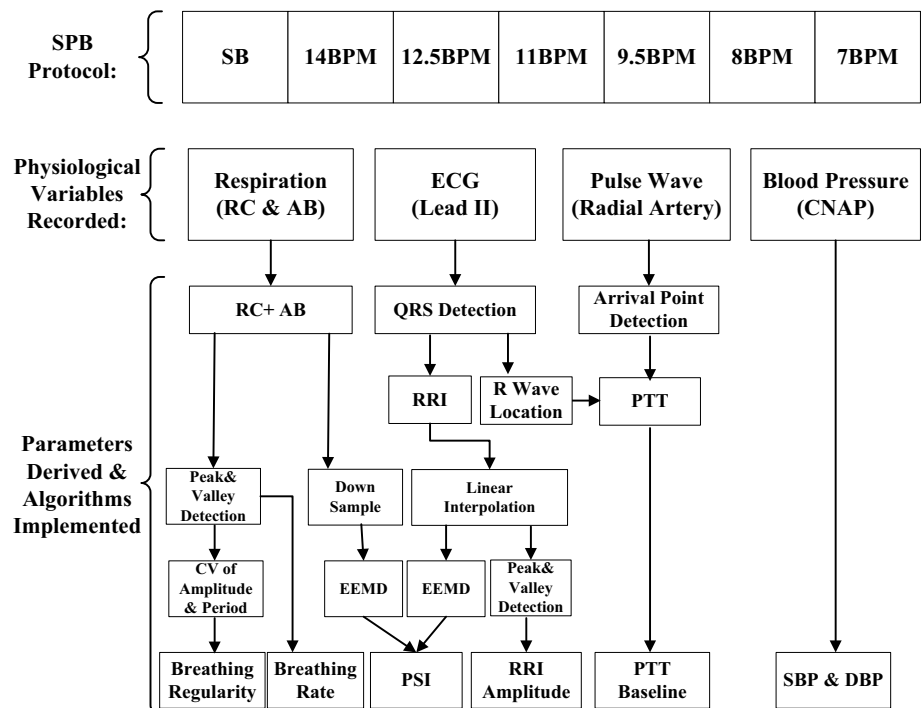 SPB
Protocol:
SB
14BPM
12.5BPM
11BPM
9.5BPM
8BPM
7BPM
Physiological
Variables
Recorded:
Respiration
(RC & AB)
ECG
(Lead II)
Pulse Wave
(Radial Artery)
Blood Pressure
(CNAP)
Parameters
Derived &
Algorithms
Implemented
RC+ AB
QRS Detection
Arrival Point
Detection
RRI
R Wave
Location
PTT
Peak&
Valley
Detection
Down
Sample
Linear
Interpolation
CV of
Amplitude
& Period
EEMD
EEMD
Peak&
Valley
Detection
Breathing
Regularity
Breathing
Rate
PSI
RRI
Amplitude
PTT
Baseline
SBP & DBP